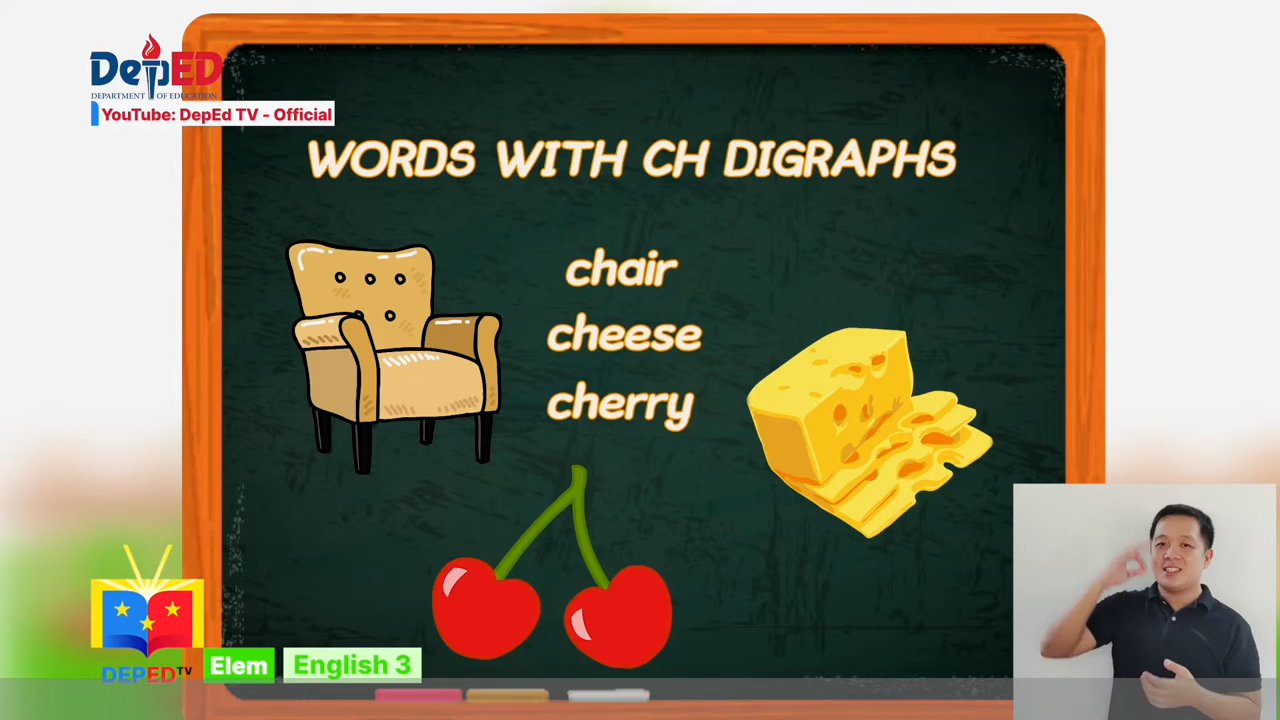 DepED
DEPARTMENT OF EDUCATION
YouTube: DepEd TV - Official
WORDS WITH CH DIGRAPHS
chair
cheese
cherry
DEPED TV
Elem
English 3